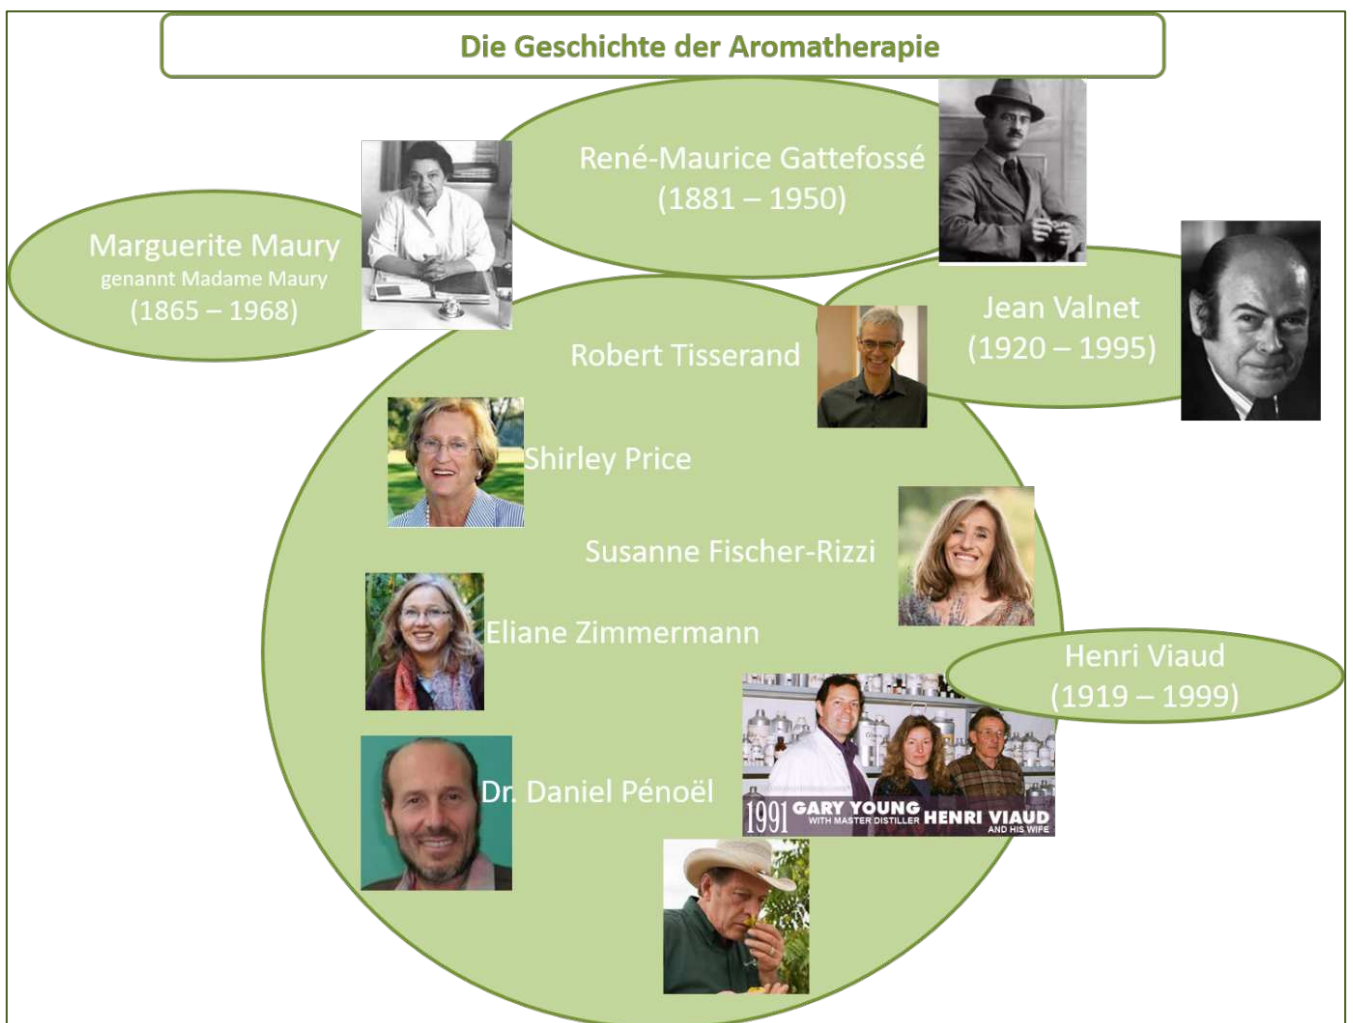 Die Geschichte der Aromatherapie
René-Maurice Gattefossé
(1881 – 1950)
Marguerite Maury
genannt Madame Maury
(1865 – 1968)
Jean Valnet
(1920 – 1995)
Robert Tisserand
Shirley Price
Susanne Fischer-Rizzi
Eliane Zimmermann
Henri Viaud
(1919 – 1999)
Dr. Daniel Pénoël
1991 GARY YOUNG
WITH MASTER DISTILLER HENRI VIAUD
AND HIS WIFE